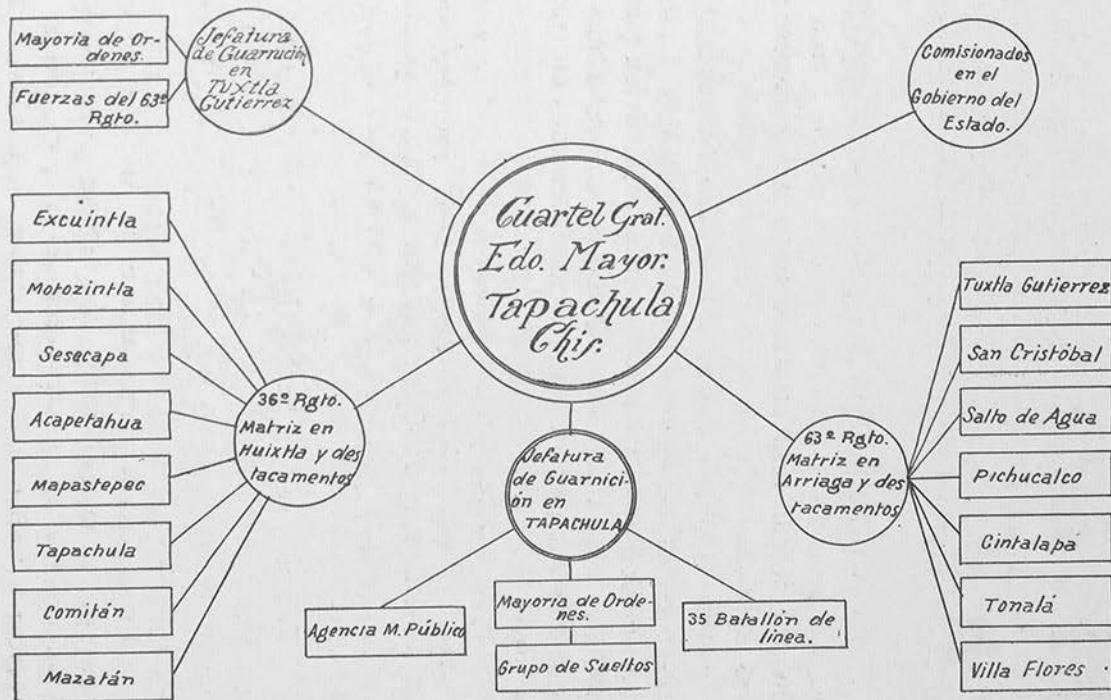 Mayoria de Or-
denes.
Fuerzas del 63º
Rgto.
Jefatura
de Guarnición
en
Tuxtla
Gutierrez
Comisionados
en el
Gobierno del
Estado.
Cuartel Gral.
Edo. Mayor.
Tapachula
Chis.
Excuintla
Motozintla
Sesecapa
Acapetahua
Mapastepec
Tapachula
Comitán
Mazatán
36º Rgto.
Matriz en
Huixtla y des
tacamentos
Jefatura
de Guarnici-
ón en
TAPACHULA
Agencia M. Público
Mayoria de Orde-
nes.
Grupo de Sueltos
35 Batallón de
línea.
63º Rgto.
Matriz en
Arriaga y des
tacamentos
Tuxtla Gutierrez
San Cristóbal
Salto de Agua
Pichucalco
Cintalapa
Tonalá
Villa Flores